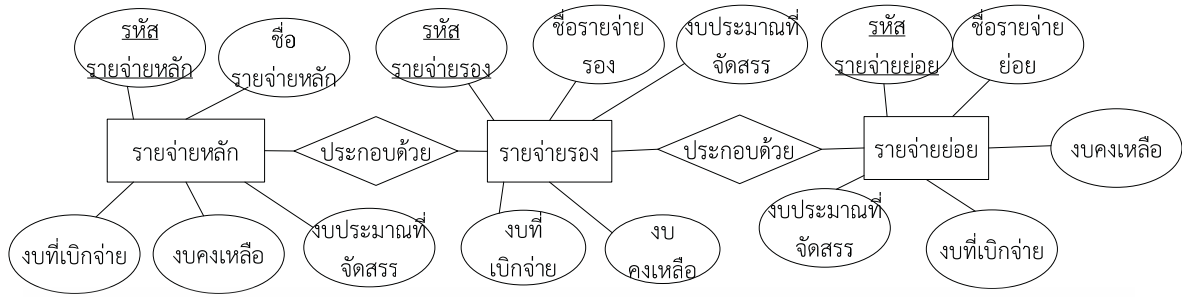 รหัส
รายจ่ายหลัก
ชื่อ
รายจ่ายหลัก
รหัส
รายจ่ายรอง
ชื่อรายจ่าย
รอง
งบประมาณที่
จัดสรร
รหัส
รายจ่ายย่อย
ชื่อรายจ่าย
ย่อย
รายจ่ายหลัก
ประกอบด้วย
รายจ่ายรอง
ประกอบด้วย
รายจ่ายย่อย
งบคงเหลือ
งบที่เบิกจ่าย
งบคงเหลือ
งบประมาณที่
จัดสรร
งบที่
เบิกจ่าย
งบ
คงเหลือ
งบประมาณที่
จัดสรร
งบที่เบิกจ่าย